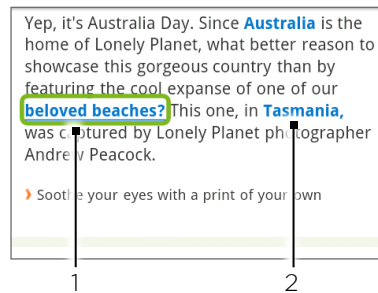 Yep, it's Australia Day. Since Australia is the
home of Lonely Planet, what better reason to
showcase this gorgeous country than by
featuring the cool expanse of one of our
beloved beaches? This one, in Tasmania,
was captured by Lonely Planet photographer
Andrew Peacock.
› Soothe your eyes with a print of your own
1 2